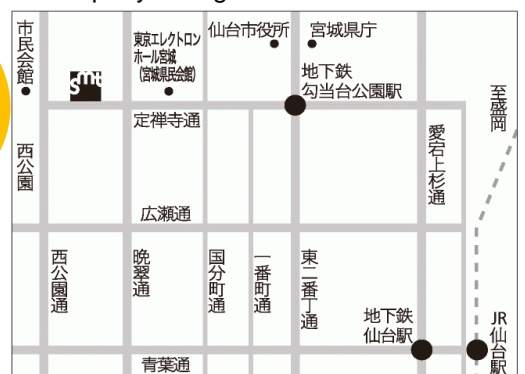 市民会館
東京エレクトロン
ホール宮城
(宮城県民会館)
仙台市役所
宮城県庁
smt
地下鉄
勾当台公園駅
至盛岡
定禅寺通
西公園
愛宕上杉通
広瀬通
西公園通
晩翠通
国分町通
一番町通
東二番丁通
地下鉄
仙台駅
JR仙台駅
青葉通